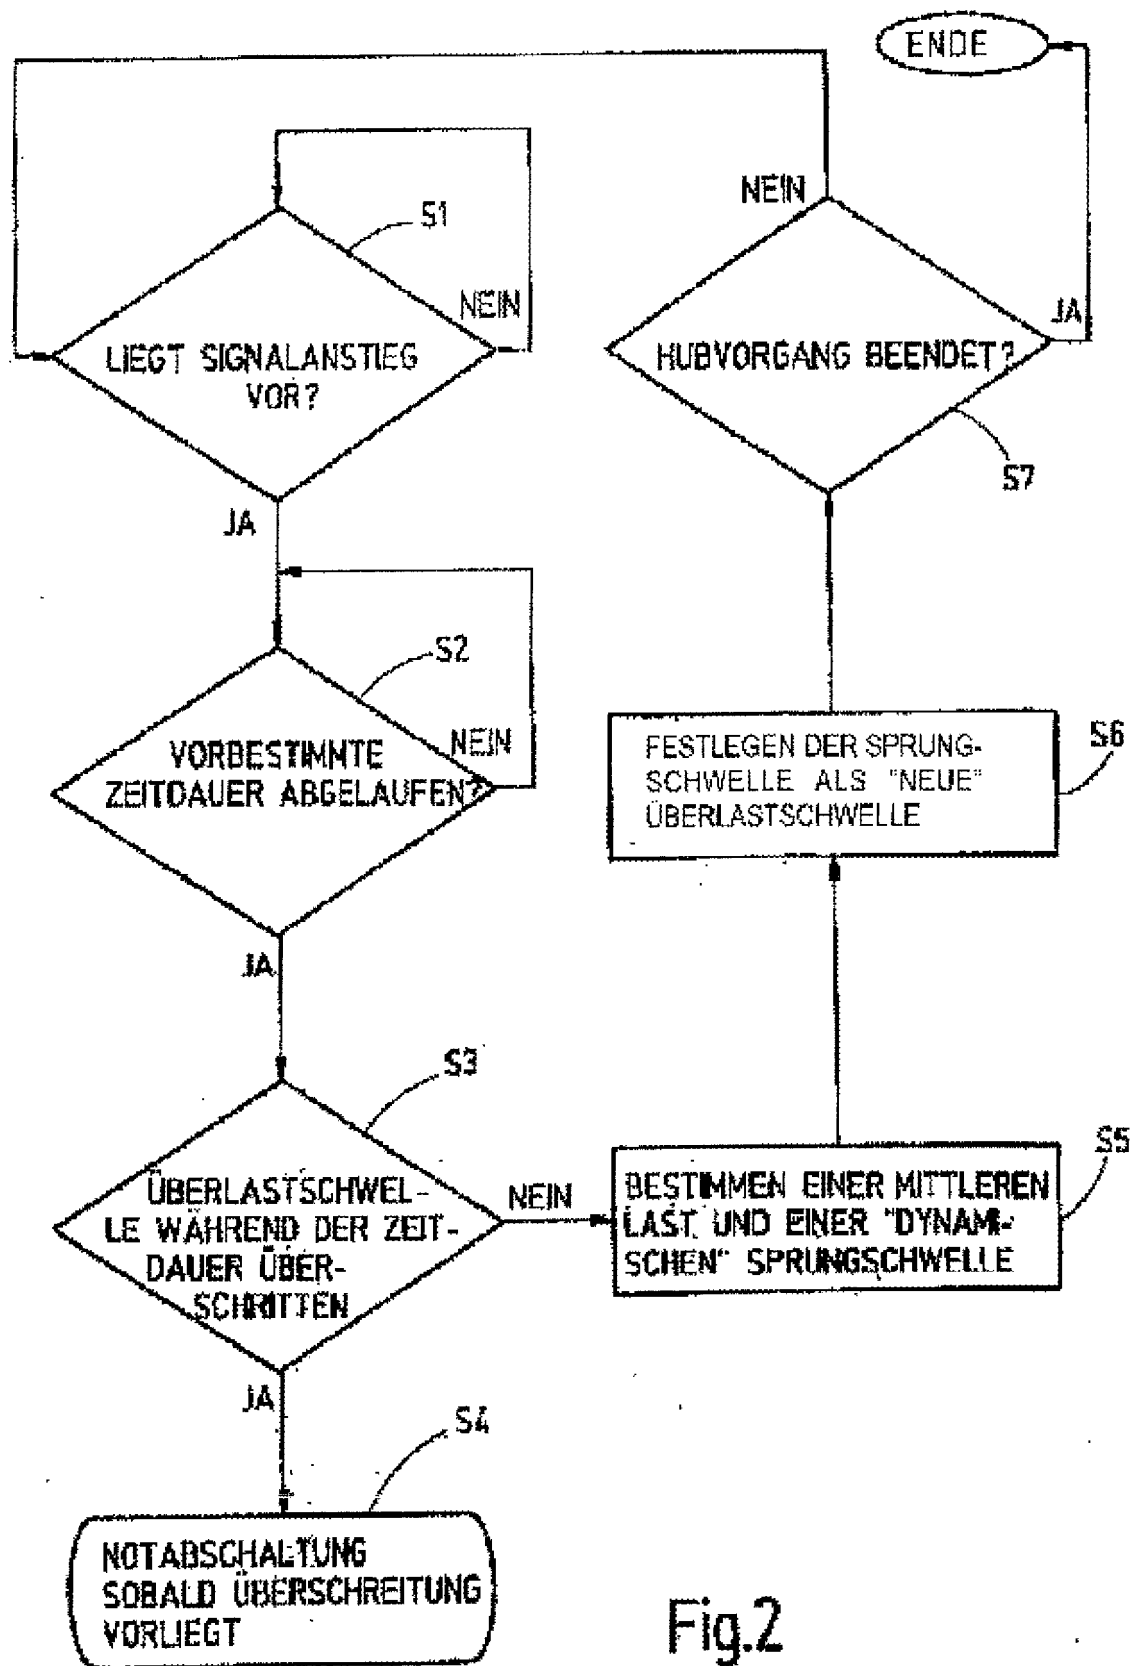 ENDE
S1
NEIN
LIEGT SIGNALANSTIEG
VOR?
JA
S2
NEIN
VORBESTIMMTE
ZEITDAUER ABGELAUFEN?
JA
S3
ÜBERLASTSCHWEL-
LE WÄHREND DER ZEIT-
DAUER ÜBER-
SCHRITTEN
NEIN
JA
S4
NOTABSCHALTUNG
SOBALD ÜBERSCHREITUNG
VORLIEGT
S5
BESTIMMEN EINER MITTLEREN
LAST, UND EINER "DYNAMI-
SCHEN" SPRUNGSCHWELLE
S6
FESTLEGEN DER SPRUNG-
SCHWELLE ALS "NEUE"
ÜBERLASTSCHWELLE
NEIN
HUBVORGANG BEENDET?
JA
S7
Fig.2